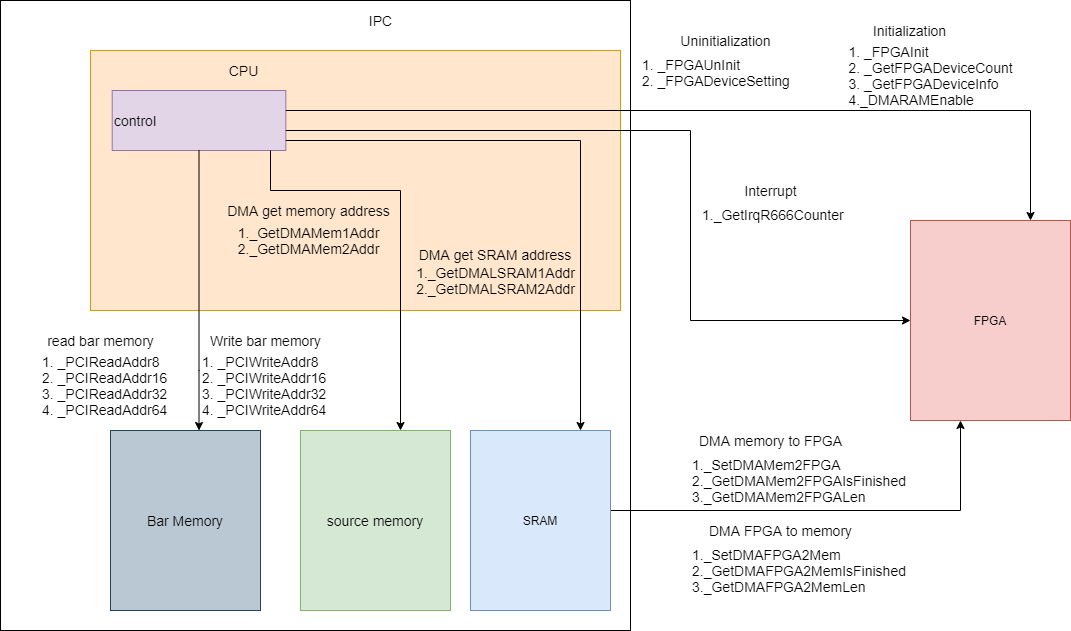 IPC
CPU
control
Uninitialization
1. _FPGAUnInit
2. _FPGADeviceSetting
Initialization
1. _FPGAInit
2. _GetFPGADeviceCount
3. _GetFPGADeviceInfo
4._DMARAMEnable
Interrupt
1._GetIrqR666Counter
DMA get memory address
1._GetDMAMem1Addr
2._GetDMAMem2Addr
DMA get SRAM address
1._GetDMALSRAM1Addr
2._GetDMALSRAM2Addr
FPGA
read bar memory
1. _PCIReadAddr8
2. _PCIReadAddr16
3. _PCIReadAddr32
4. _PCIReadAddr64
Write bar memory
1. _PCIWriteAddr8
2. _PCIWriteAddr16
3. _PCIWriteAddr32
4. _PCIWriteAddr64
Bar Memory
source memory
SRAM
DMA memory to FPGA
1._SetDMAMem2FPGA
2._GetDMAMem2FPGAIsFinished
3._GetDMAMem2FPGALen
DMA FPGA to memory
1._SetDMAFPGA2Mem
2._GetDMAFPGA2MemIsFinished
3._GetDMAFPGA2MemLen